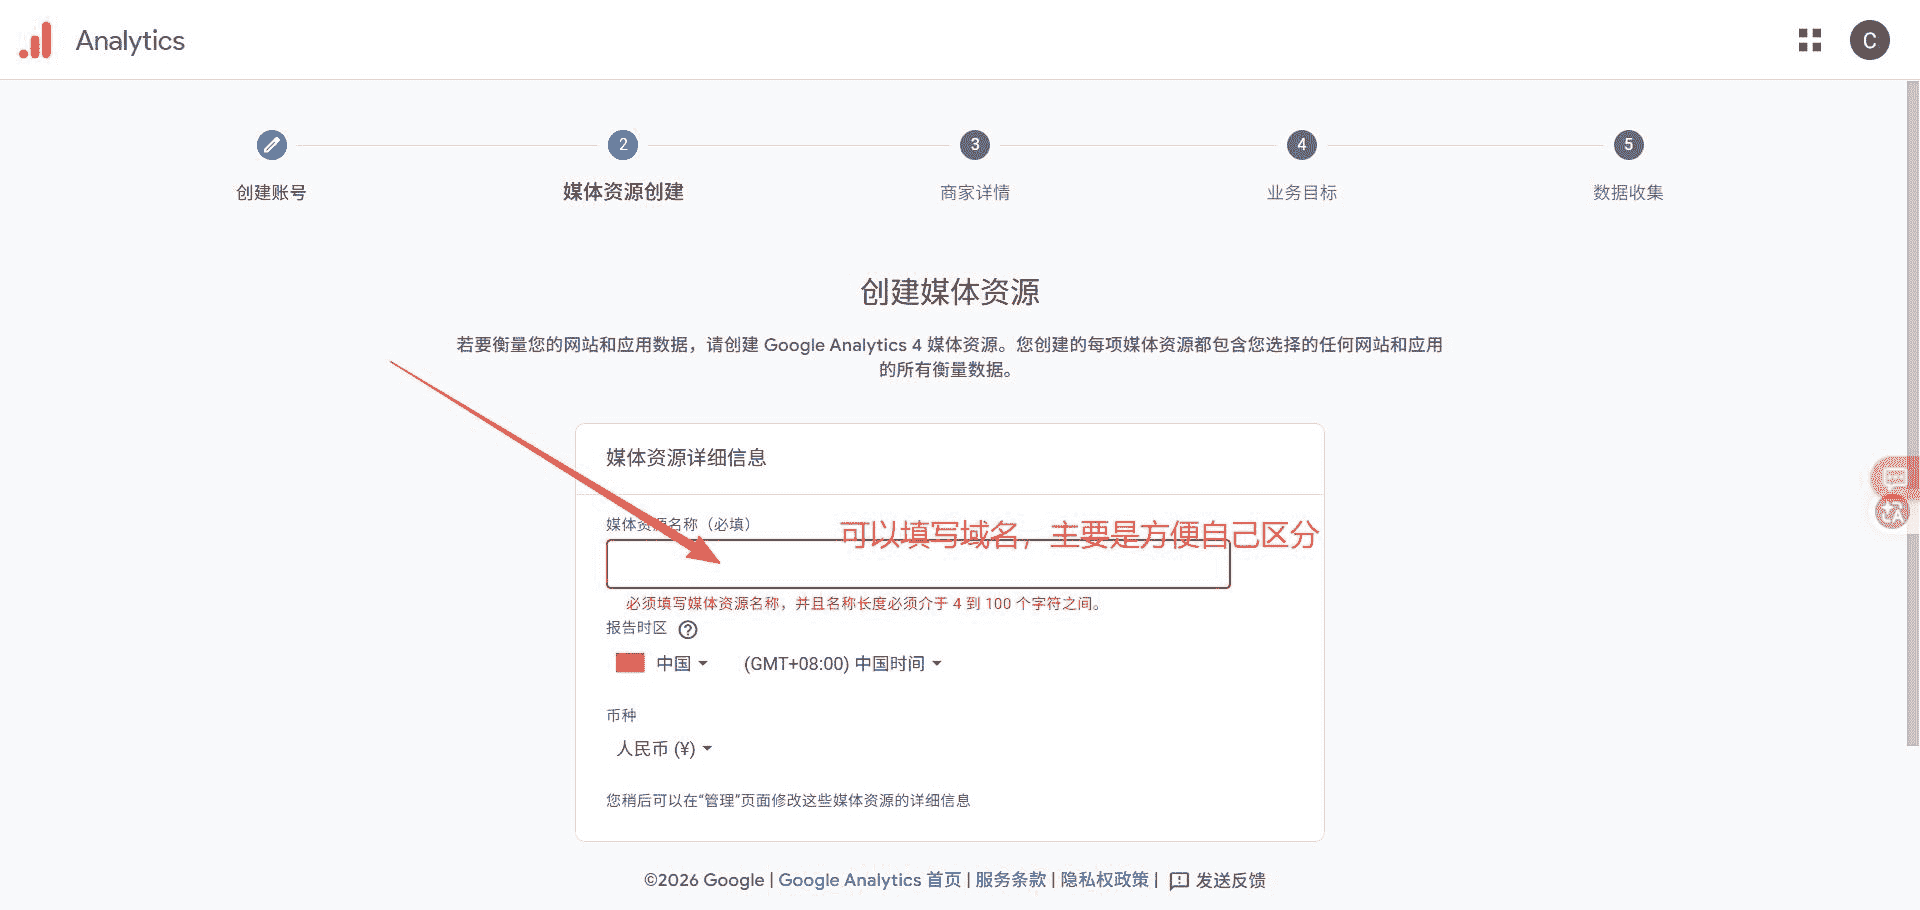 Analytics
C
2
3
4
5
创建账号
媒体资源创建
商家详情
业务目标
数据收集
创建媒体资源
若要衡量您的网站和应用数据，请创建 Google Analytics 4 媒体资源。您创建的每项媒体资源都包含您选择的任何网站和应用
的所有衡量数据。
媒体资源详细信息
媒体资源名称（必填）
可以填写域名，主要是方便自己区分
必须填写媒体资源名称，并且名称长度必须介于 4 到 100 个字符之间。
报告时区
中国
(GMT+08:00) 中国时间
币种
人民币 (¥)
您稍后可以在“管理”页面修改这些媒体资源的详细信息
©2026 Google | Google Analytics 首页 | 服务条款 | 隐私权政策 | 发送反馈